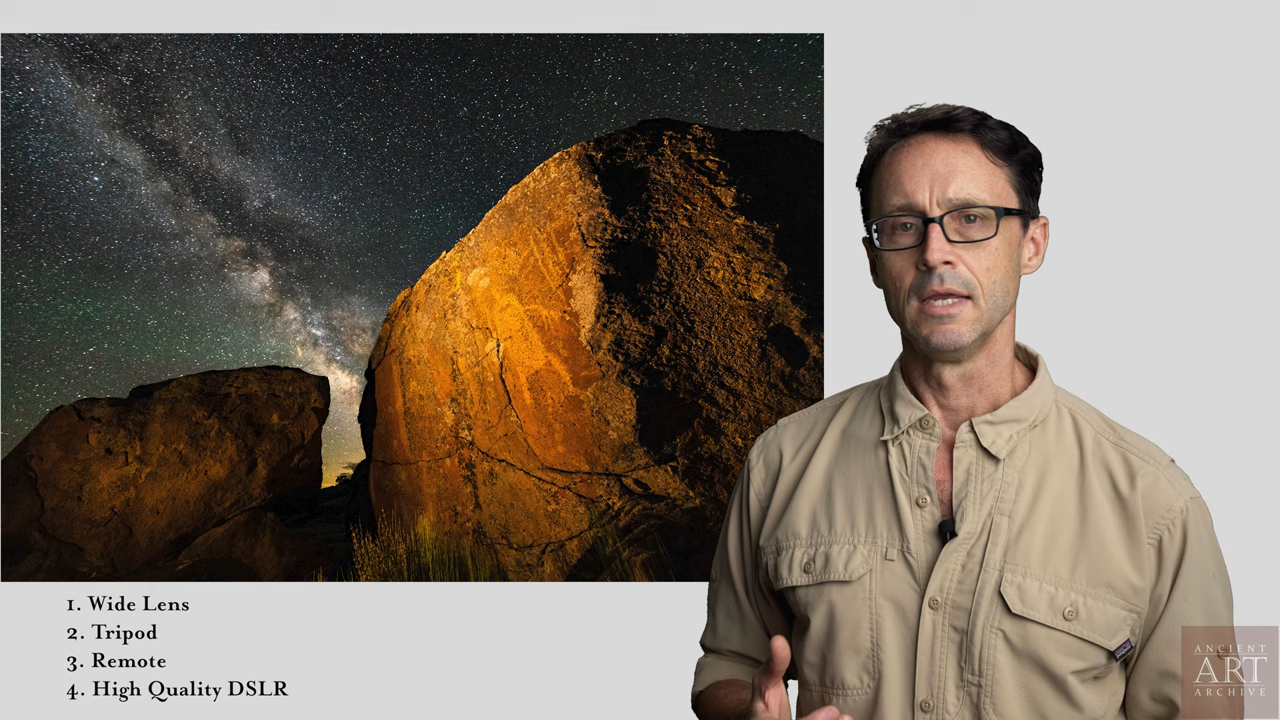 1. Wide Lens
2. Tripod
3. Remote
4. High Quality DSLR
ANCIENT
ART
ARCHIVE